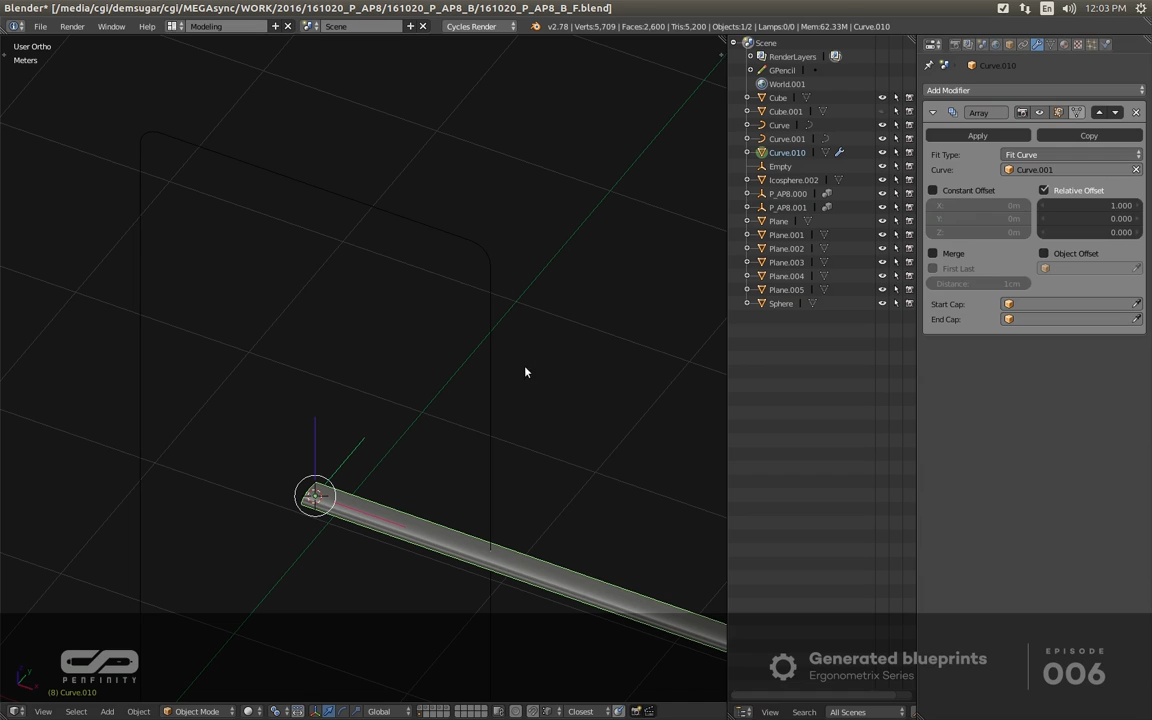 Blender* [/media/cgi/demsugar/cgi/MEGAsync/WORK/2016/161020_P_AP8/161020_P_AP8_B/161020_P_AP8_B_F.blend]
En 12:03 PM
File Render Window Help Modeling Scene Cycles Render v2.78 | Verts:5,709 | Faces:2,600 | Tris:5,200 | Objects:1/2 | Lamps:0/0 | Mem:62.33M | Curve.010
User Ortho
Meters
Scene
RenderLayers
GPencil
World.001
Cube
Cube.001
Curve
Curve.001
Curve.010
Empty
Icosphere.002
P_AP8.000
P_AP8.001
Plane
Plane.001
Plane.002
Plane.003
Plane.004
Plane.005
Sphere
Curve.010
Add Modifier
Array
Apply Copy
Fit Type: Fit Curve
Curve: Curve.001
Constant Offset Relative Offset
X: 0m 1.000
Y: 0m 0.000
Z: 0m 0.000
Merge Object Offset
First Last
Distance: 1cm
Start Cap:
End Cap:
PENFINITY
Generated blueprints
Ergonometrix Series
EPISODE
006
(8) Curve.010
View Select Add Object Object Mode Global Closest
View Search All Scenes